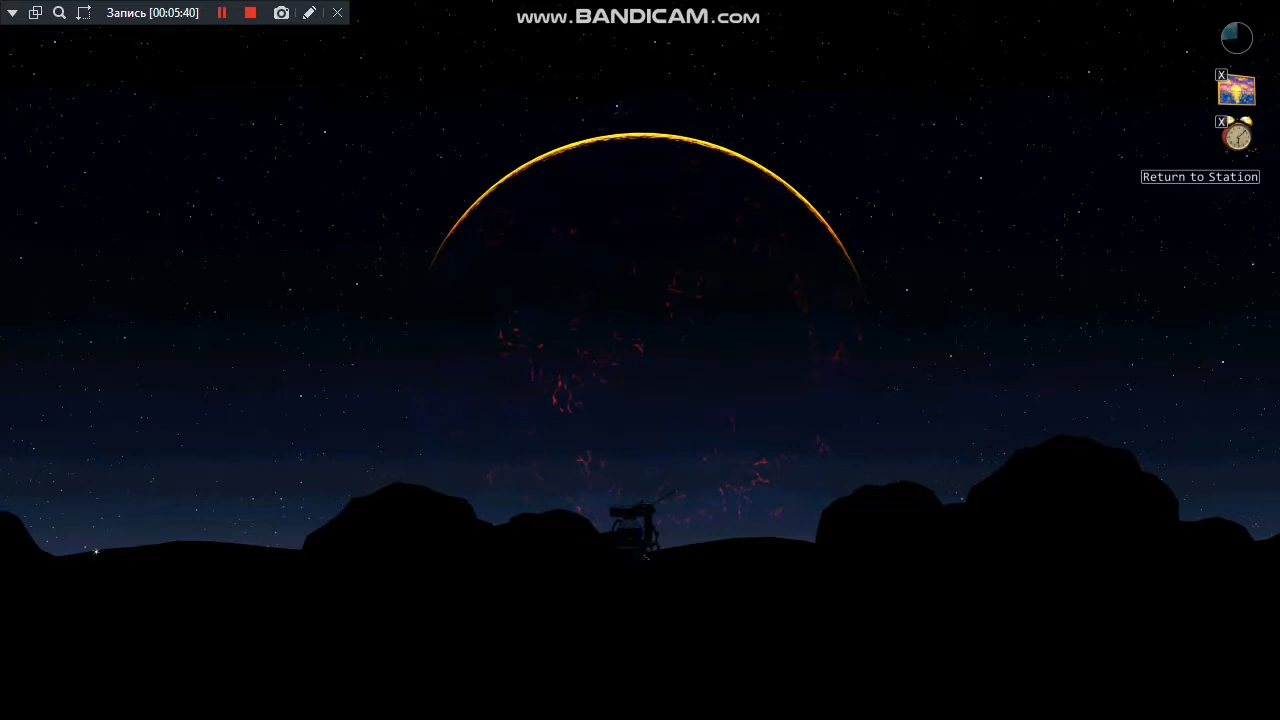 Запись [00:05:40]
www.BANDICAM.com
X
X
Return to Station